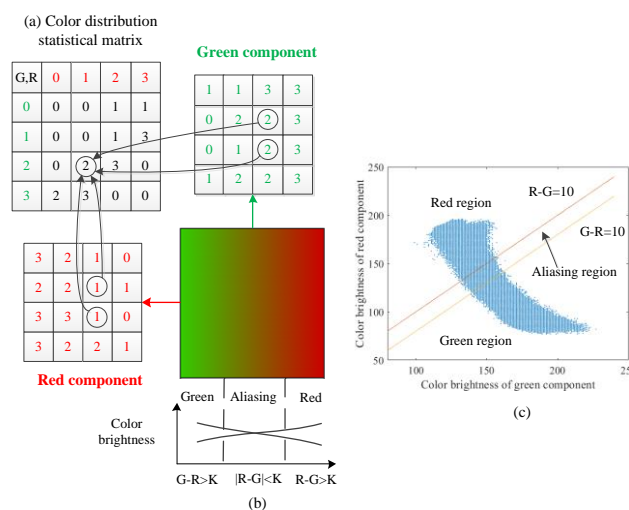 (a) Color distribution
statistical matrix
G,R 0 1 2 3
0 0 0 1 1
1 0 0 1 3
2 0 2 3 0
3 2 3 0 0
Green component
1 1 3 3
0 2 2 3
0 1 2 3
1 2 2 3
3 2 1 0
2 2 1 1
3 3 1 0
3 2 2 1
Red component
Green Aliasing Red
Color
brightness
G-R>K |R-G|<K R-G>K
(b)
Color brightness of red component
250
200
150
100
50
100 150 200 250
Color brightness of green component
Red region
R-G=10
G-R=10
Aliasing region
Green region
(c)